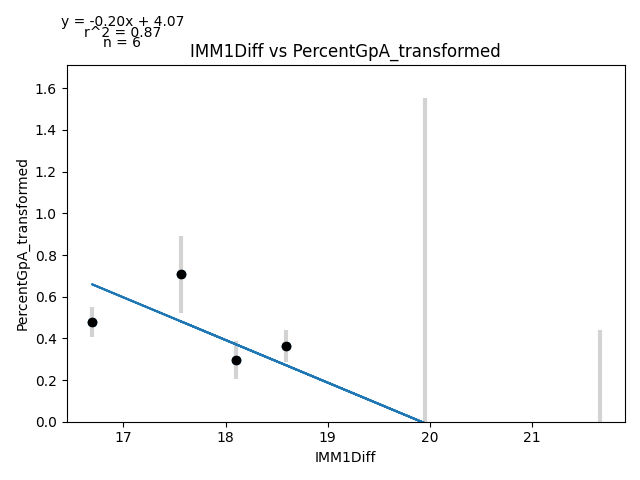 y = -0.20x + 4.07
r^2 = 0.87
n = 6
IMM1Diff vs PercentGpA_transformed
PercentGpA_transformed
1.6
1.4
1.2
1.0
0.8
0.6
0.4
0.2
0.0
17 18 19 20 21
IMM1Diff